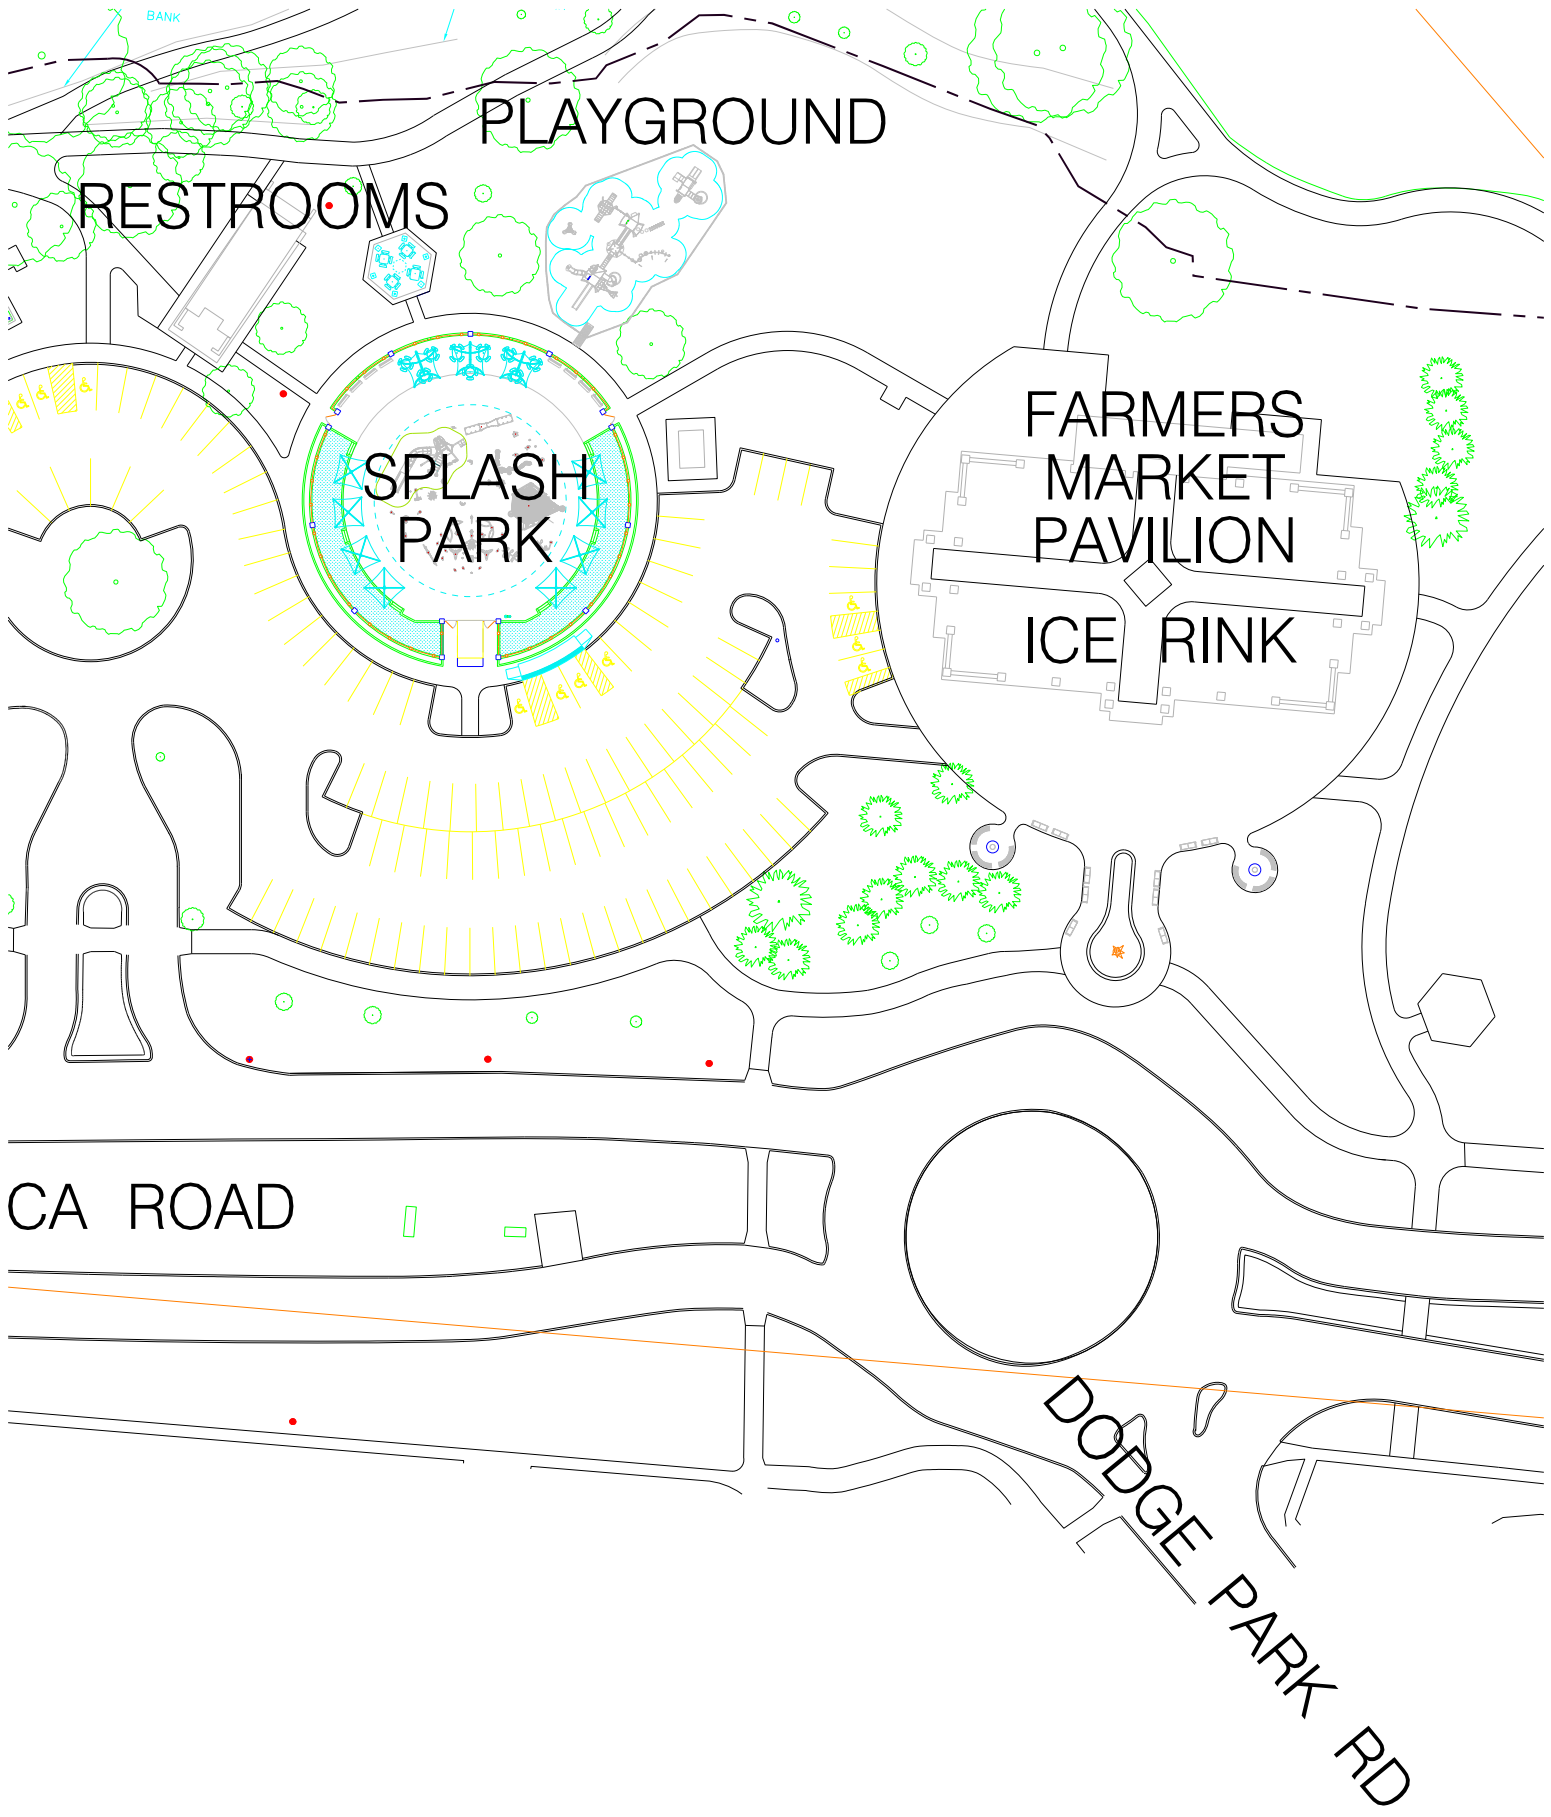 BANK
PLAYGROUND
RESTROOMS
FARMERS
MARKET
PAVILION
SPLASH
PARK
ICE RINK
CA ROAD
DODGE PARK RD